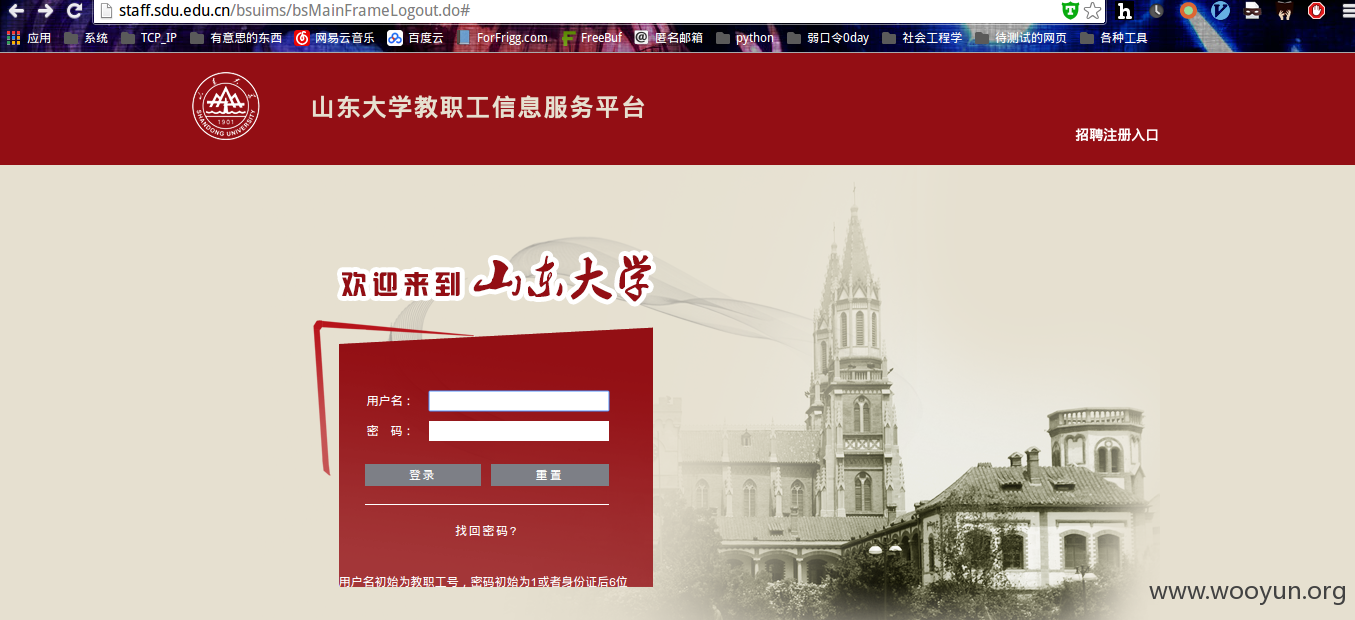 staff.sdu.edu.cn/bsuims/bsMainFrameLogout.do#
应用 系统 TCP_IP 有意思的东西 网易云音乐 百度云 ForFrigg.com FreeBuf 匿名邮箱 python 弱口令0day 社会工程学 待测试的网页 各种工具
1901
SHANDONG UNIVERSITY
山东大学教职工信息服务平台
招聘注册入口
欢迎来到 山东大学
用户名：
密 码：
登录 重置
找回密码?
用户名初始为教职工号，密码初始为1或者身份证后6位
www.wooyun.org